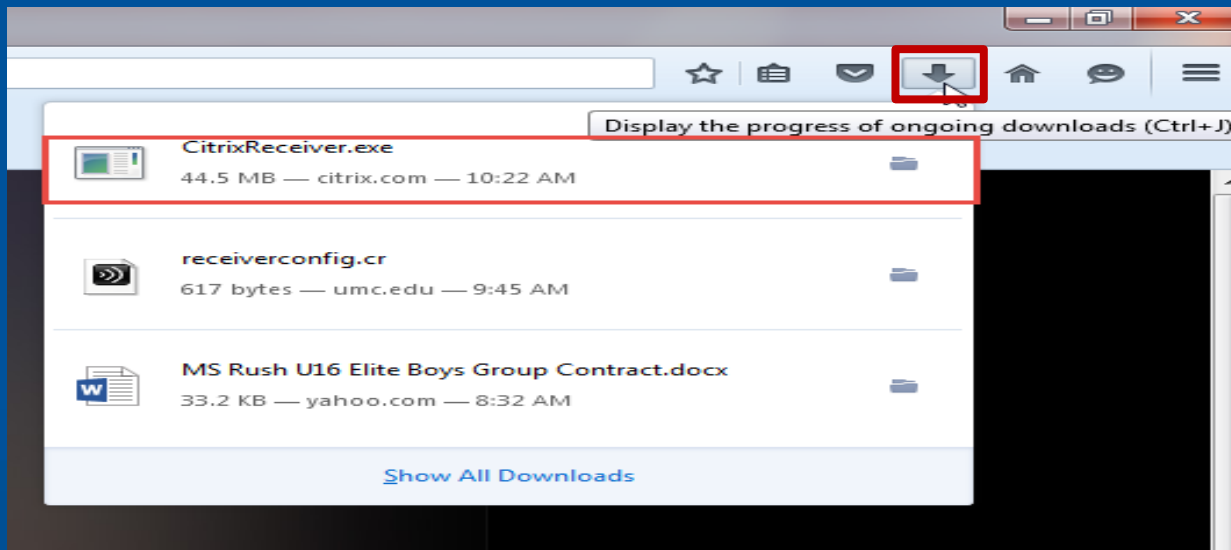 Display the progress of ongoing downloads (Ctrl+J)
CitrixReceiver.exe
44.5 MB — citrix.com — 10:22 AM
receiverconfig.cr
617 bytes — umc.edu — 9:45 AM
W
MS Rush U16 Elite Boys Group Contract.docx
33.2 KB — yahoo.com — 8:32 AM
Show All Downloads